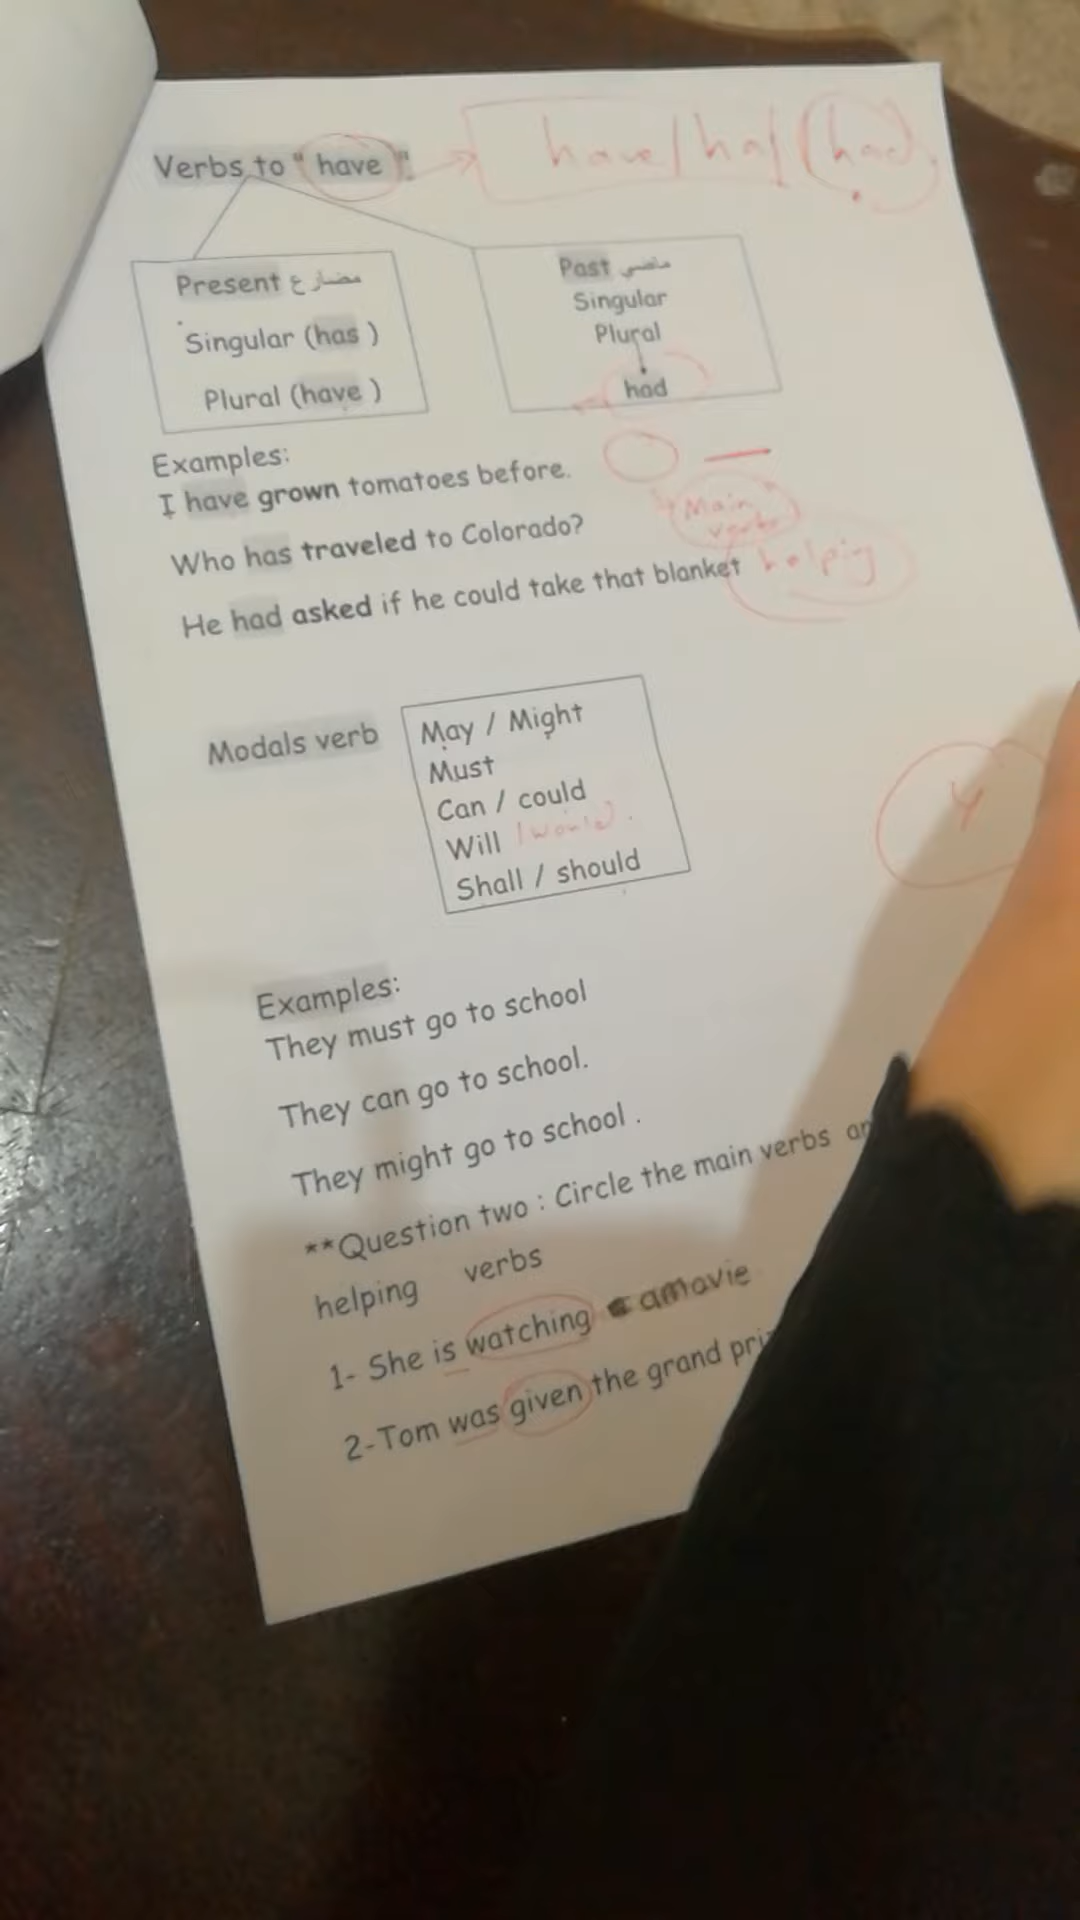 Verbs to " have ": have / has / had
Present مضارع
Singular (has )
Plural (have )
Past ماضي
Singular
Plural
had
Examples:
I have grown tomatoes before.
Who has traveled to Colorado?
He had asked if he could take that blanket
Main
verbs
helping
Modals verb
May / Might
Must
Can / could
Will / would.
Shall / should
4
Examples:
They must go to school
They can go to school.
They might go to school .
**Question two : Circle the main verbs
helping verbs
1- She is watching amovie
2-Tom was given the grand